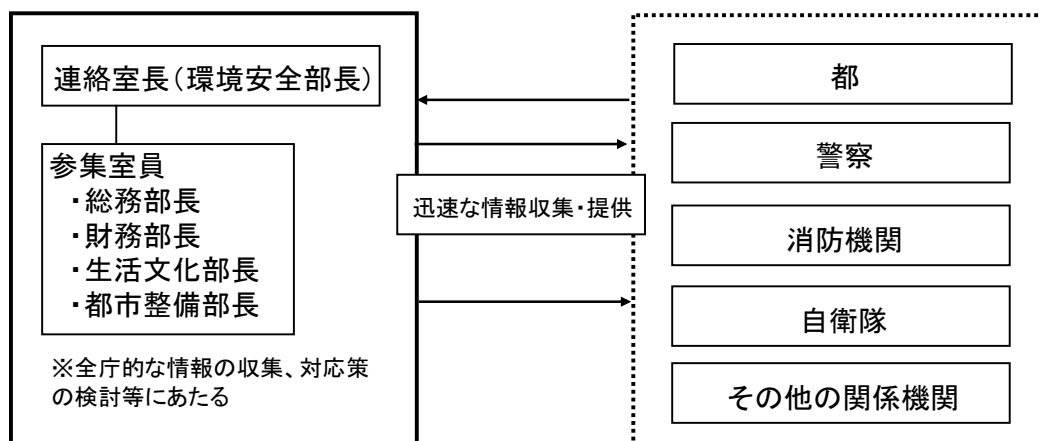 連絡室長（環境安全部長）
参集室員
・総務部長
・財務部長
・生活文化部長
・都市整備部長
※全庁的な情報の収集、対応策
の検討等にあたる
迅速な情報収集・提供
都
警察
消防機関
自衛隊
その他の関係機関